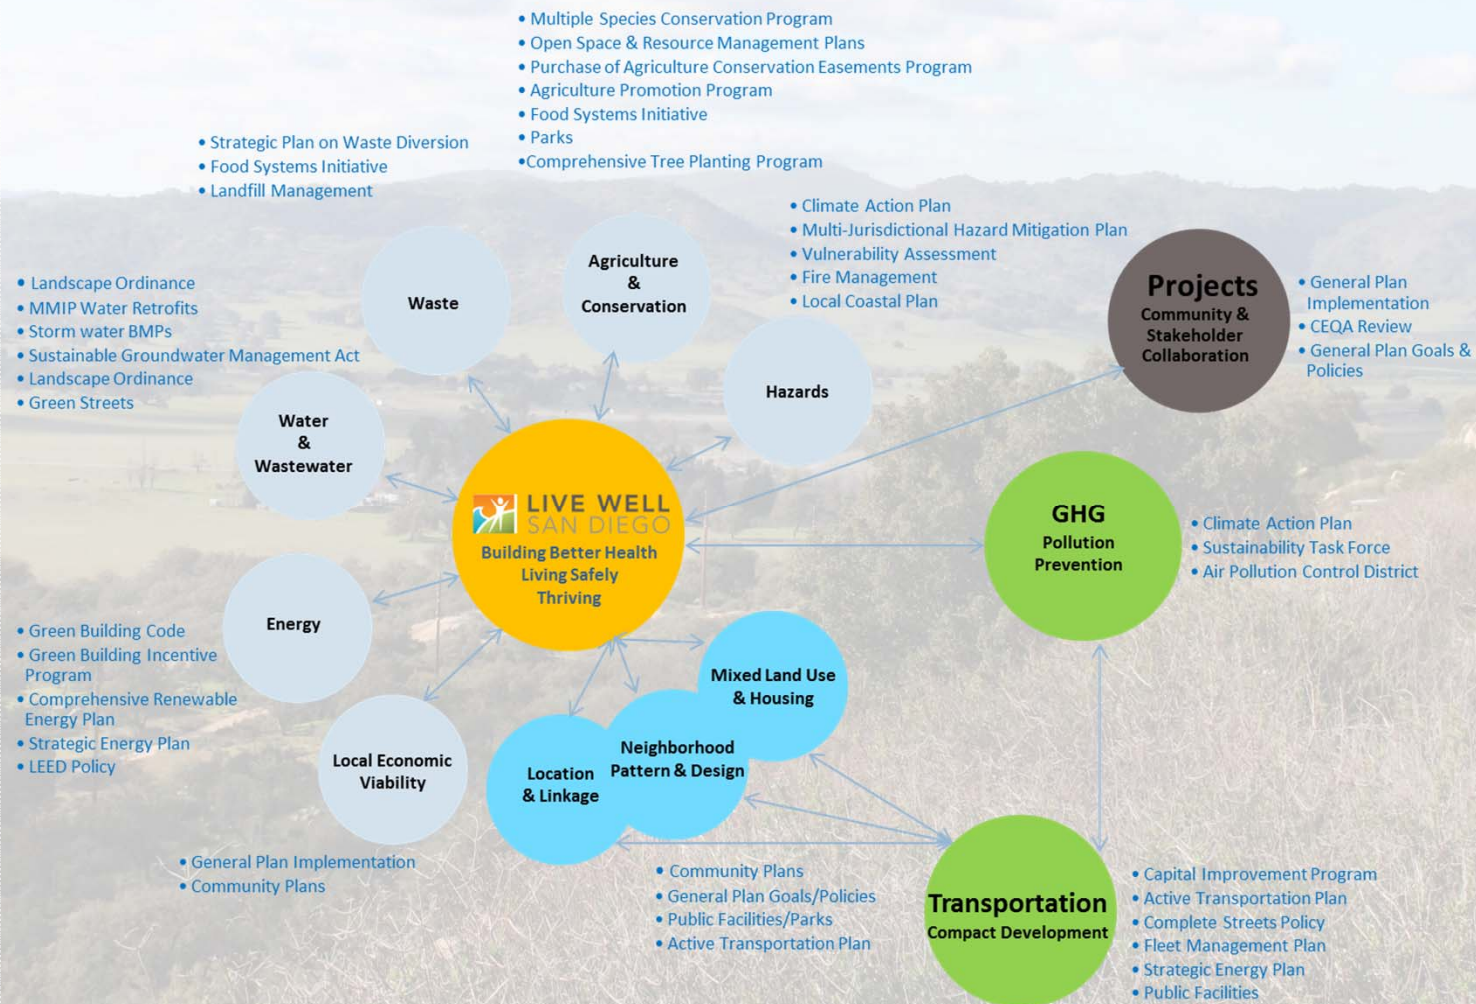 • Multiple Species Conservation Program
• Open Space & Resource Management Plans
• Purchase of Agriculture Conservation Easements Program
• Agriculture Promotion Program
• Food Systems Initiative
• Parks
•Comprehensive Tree Planting Program
• Strategic Plan on Waste Diversion
• Food Systems Initiative
• Landfill Management
• Climate Action Plan
• Multi-Jurisdictional Hazard Mitigation Plan
• Vulnerability Assessment
• Fire Management
• Local Coastal Plan
Agriculture
&
Conservation
Waste
• Landscape Ordinance
• MMIP Water Retrofits
• Storm water BMPs
• Sustainable Groundwater Management Act
• Landscape Ordinance
• Green Streets
Projects
Community &
Stakeholder
Collaboration
• General Plan
Implementation
• CEQA Review
• General Plan Goals &
Policies
Hazards
Water
&
Wastewater
LIVE WELL
SAN DIEGO
Building Better Health
Living Safely
Thriving
GHG
Pollution
Prevention
• Climate Action Plan
• Sustainability Task Force
• Air Pollution Control District
Energy
• Green Building Code
• Green Building Incentive
Program
• Comprehensive Renewable
Energy Plan
• Strategic Energy Plan
• LEED Policy
Mixed Land Use
& Housing
Neighborhood
Pattern & Design
Location
& Linkage
Local Economic
Viability
• General Plan Implementation
• Community Plans
• Community Plans
• General Plan Goals/Policies
• Public Facilities/Parks
• Active Transportation Plan
Transportation
Compact Development
• Capital Improvement Program
• Active Transportation Plan
• Complete Streets Policy
• Fleet Management Plan
• Strategic Energy Plan
• Public Facilities